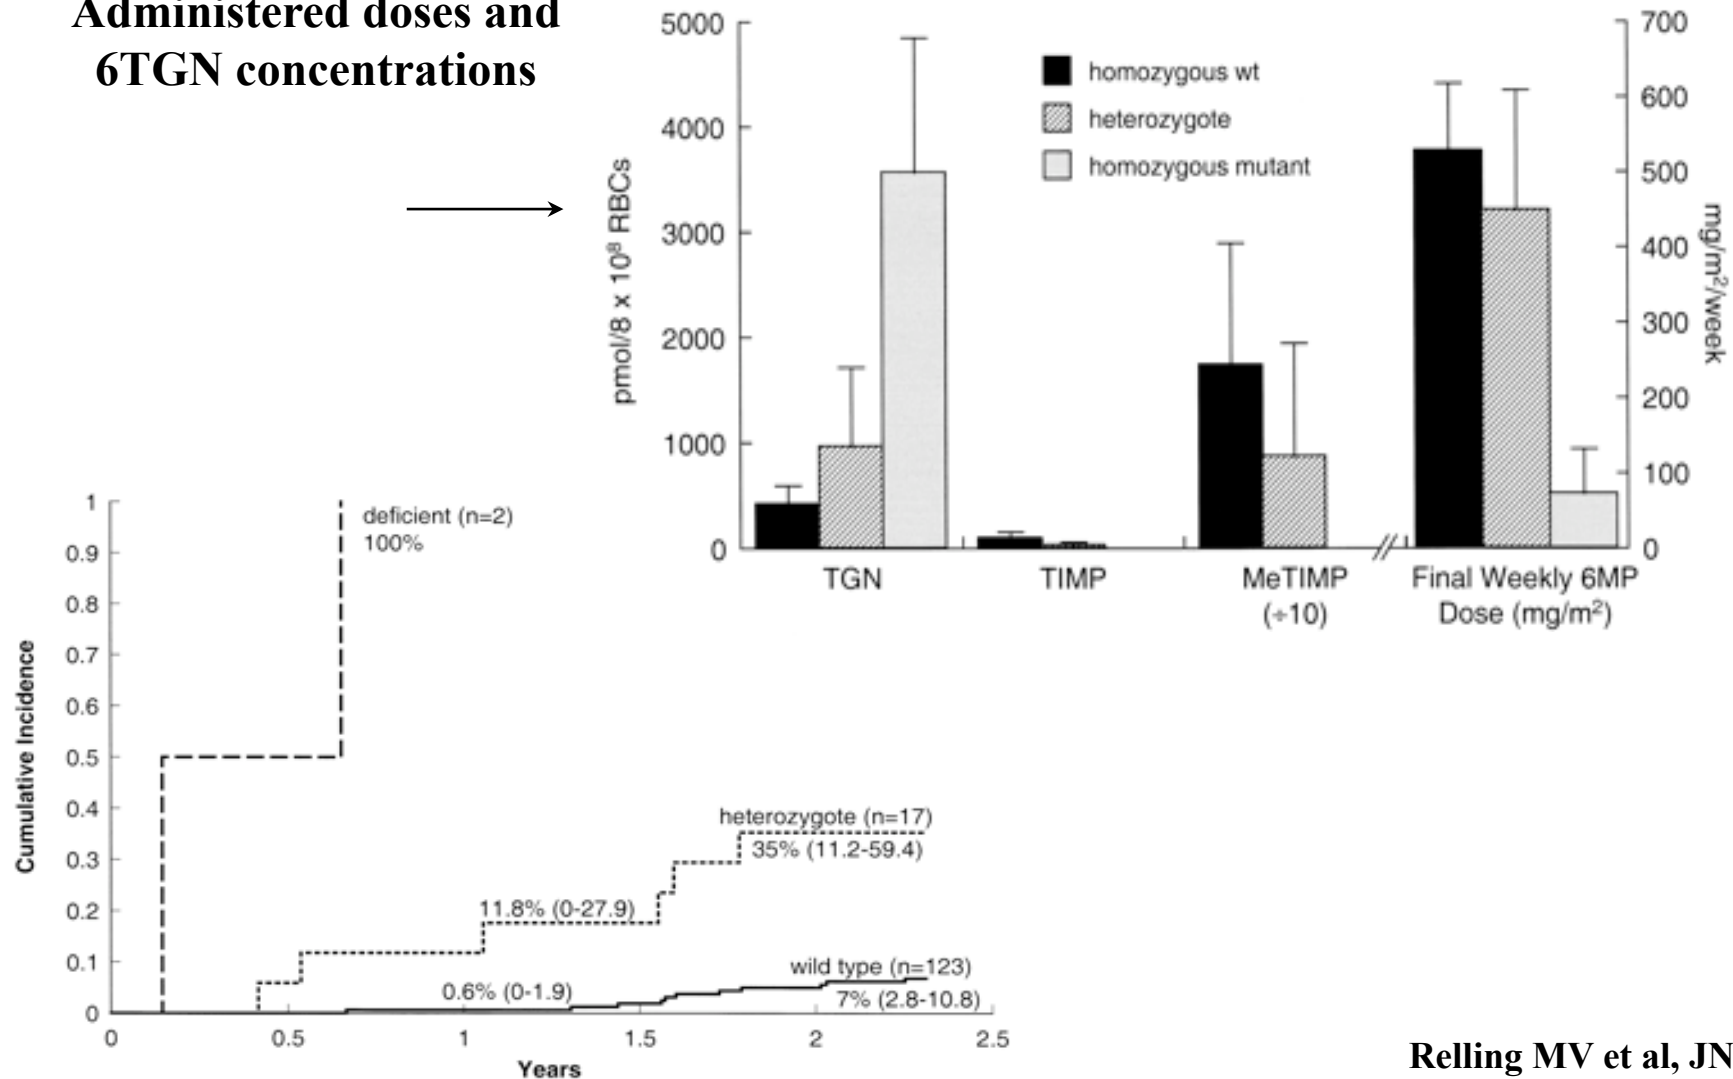 Administered doses and
6TGN concentrations
5000
4000
3000
2000
1000
0
pmol/8 x 10⁸ RBCs
homozygous wt
heterozygote
homozygous mutant
700
600
500
400
300
200
100
0
mg/m²/week
TGN
TIMP
MeTIMP
(÷10)
Final Weekly 6MP
Dose (mg/m²)
1
0.9
0.8
0.7
0.6
0.5
0.4
0.3
0.2
0.1
0
Cumulative Incidence
deficient (n=2)
100%
heterozygote (n=17)
35% (11.2-59.4)
11.8% (0-27.9)
wild type (n=123)
0.6% (0-1.9)
7% (2.8-10.8)
0
0.5
1
1.5
2
2.5
Years
Relling MV et al, JN